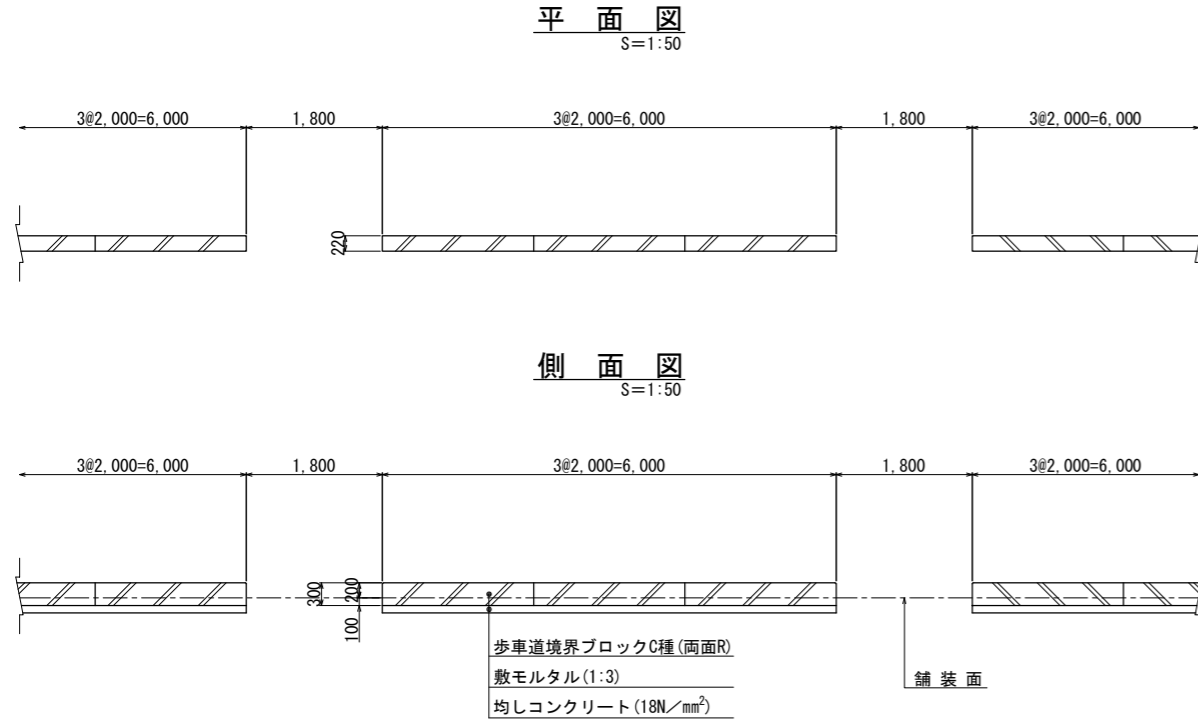 平 面 図
S=1:50
3@2,000=6,000 1,800 3@2,000=6,000 1,800 3@2,000=6,000
220
側 面 図
S=1:50
3@2,000=6,000 1,800 3@2,000=6,000 1,800 3@2,000=6,000
300 200
100
歩車道境界ブロックC種(両面R)
敷モルタル(1:3)
舗 装 面
均しコンクリート(18N／mm²)